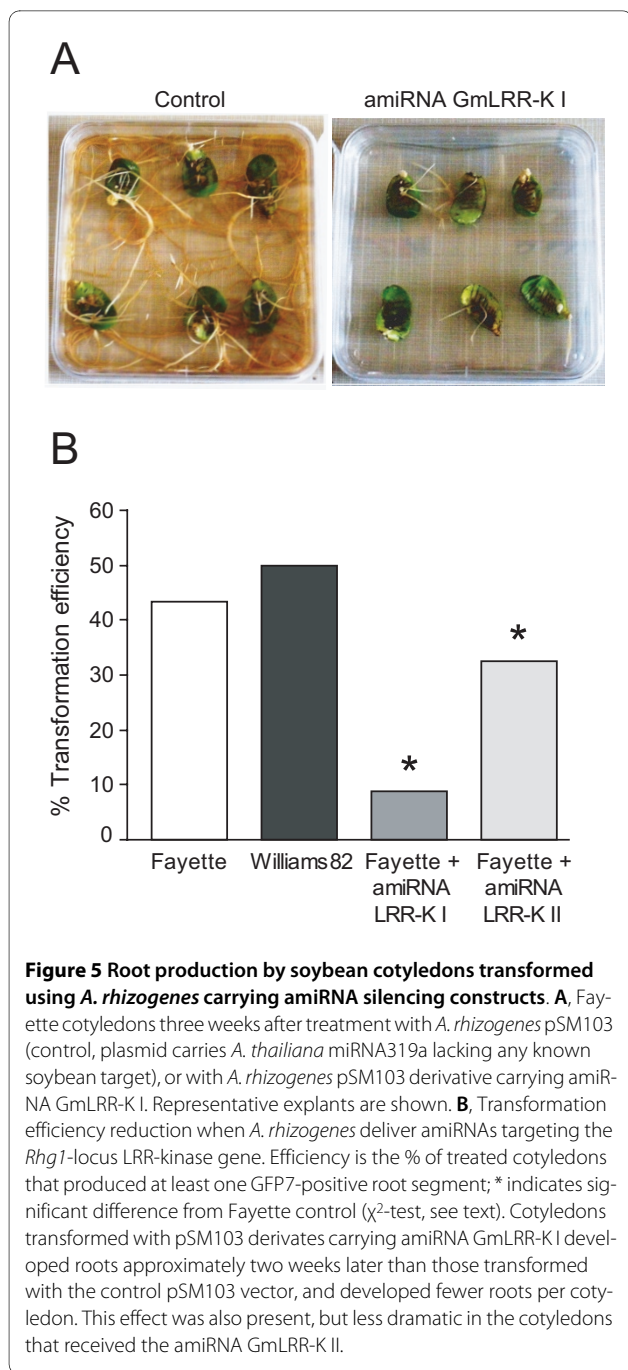 A
Control amiRNA GmLRR-K I
B
% Transformation efficiency
60
50
40
30
20
10
0
*
*
Fayette Williams82 Fayette + amiRNA LRR-K I Fayette + amiRNA LRR-K II
Figure 5 Root production by soybean cotyledons transformed
using A. rhizogenes carrying amiRNA silencing constructs. A, Fay-
ette cotyledons three weeks after treatment with A. rhizogenes pSM103
(control, plasmid carries A. thailiana miRNA319a lacking any known
soybean target), or with A. rhizogenes pSM103 derivative carrying amiR-
NA GmLRR-K I. Representative explants are shown. B, Transformation
efficiency reduction when A. rhizogenes deliver amiRNAs targeting the
Rhg1-locus LRR-kinase gene. Efficiency is the % of treated cotyledons
that produced at least one GFP7-positive root segment; * indicates sig-
nificant difference from Fayette control (χ²-test, see text). Cotyledons
transformed with pSM103 derivates carrying amiRNA GmLRR-K I devel-
oped roots approximately two weeks later than those transformed
with the control pSM103 vector, and developed fewer roots per coty-
ledon. This effect was also present, but less dramatic in the cotyledons
that received the amiRNA GmLRR-K II.